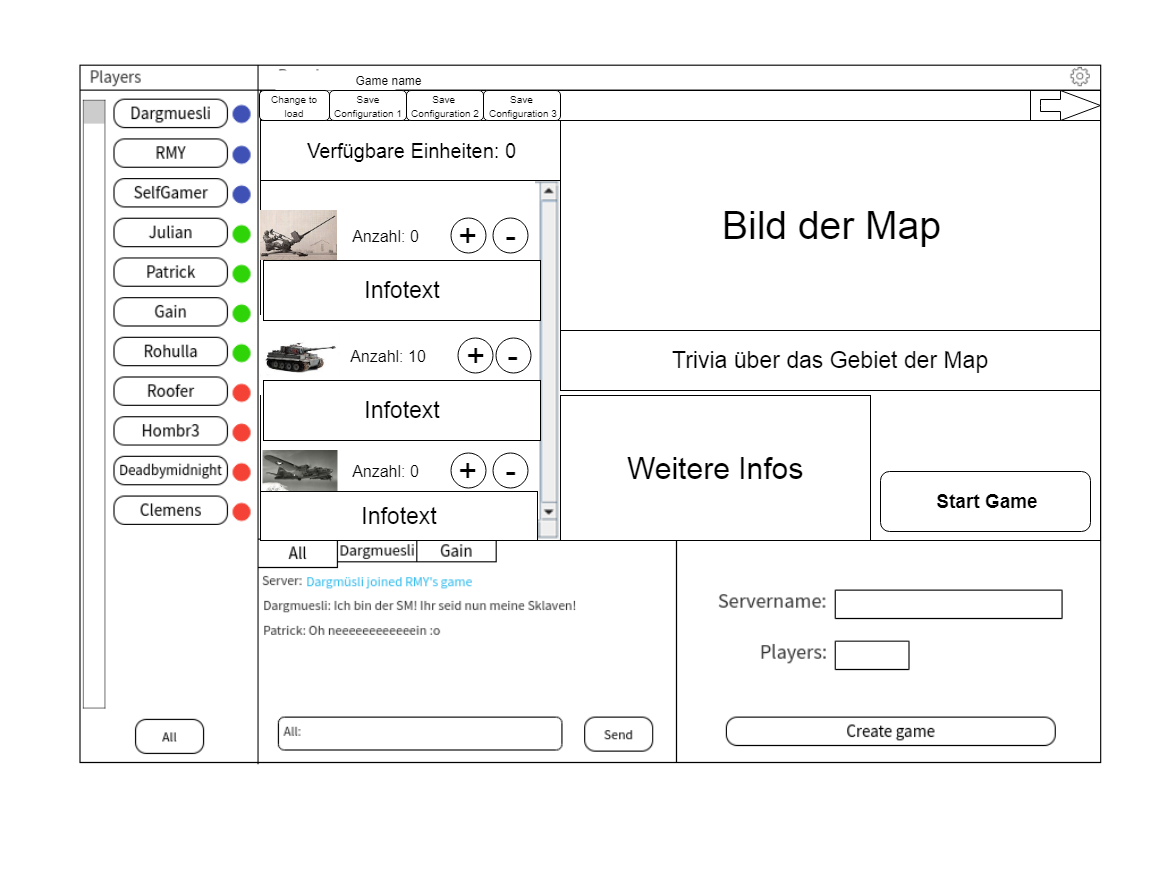 Players
Game name
Change to
load
Save
Configuration 1
Save
Configuration 2
Save
Configuration 3
Dargmuesli
RMY
SelfGamer
Julian
Patrick
Gain
Rohulla
Roofer
Hombr3
Deadbymidnight
Clemens
All
Verfügbare Einheiten: 0
Anzahl: 0
+
-
Infotext
Anzahl: 10
+
-
Infotext
Anzahl: 0
+
-
Infotext
Bild der Map
Trivia über das Gebiet der Map
Weitere Infos
Start Game
All
Dargmuesli
Gain
Server: Dargmüsli joined RMY's game
Dargmuesli: Ich bin der SM! Ihr seid nun meine Sklaven!
Patrick: Oh neeeeeeeeeeeein :o
All:
Send
Servername:
Players:
Create game